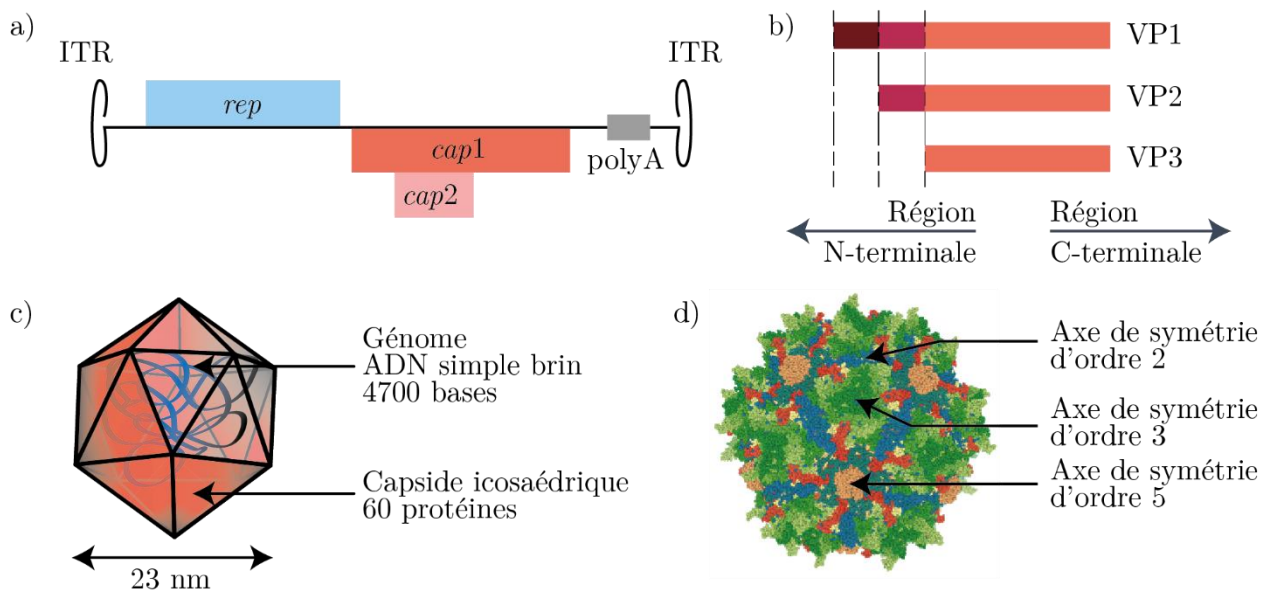 a)
ITR
ITR
rep
cap1
cap2
polyA
b)
VP1
VP2
VP3
Région
N-terminale
Région
C-terminale
c)
Génome
ADN simple brin
4700 bases
Capside icosaédrique
60 protéines
23 nm
d)
Axe de symétrie
d'ordre 2
Axe de symétrie
d'ordre 3
Axe de symétrie
d'ordre 5